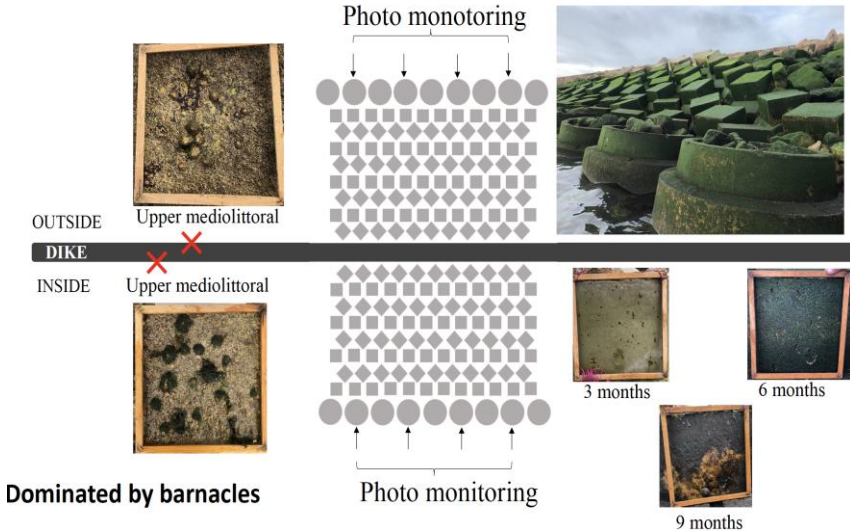 Photo monotoring
OUTSIDE
Upper mediolittoral
DIKE
INSIDE
Upper mediolittoral
3 months
6 months
Dominated by barnacles
Photo monitoring
9 months